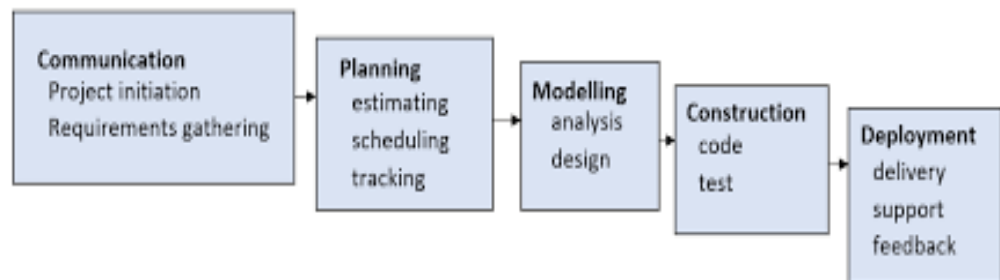 Communication
Project initiation
Requirements gathering
Planning
estimating
scheduling
tracking
Modelling
analysis
design
Construction
code
test
Deployment
delivery
support
feedback